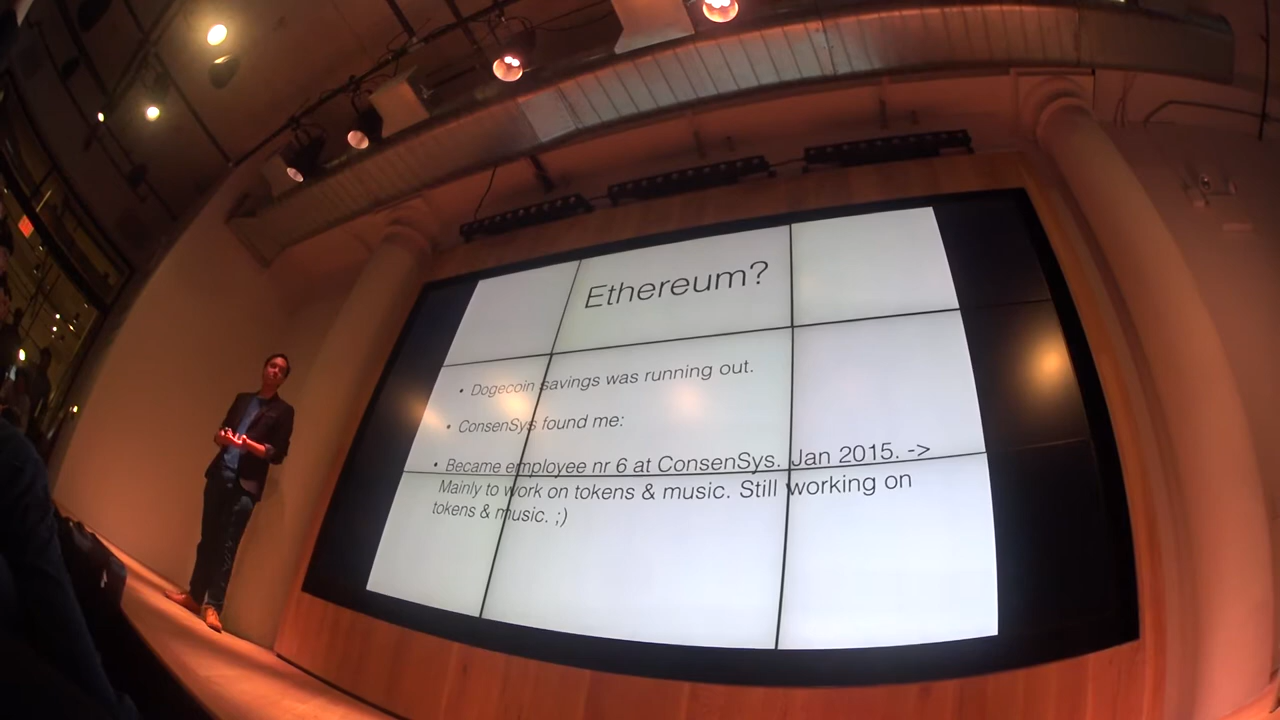 Ethereum?
• Dogecoin savings was running out.
• ConsenSys found me:
• Became employee nr 6 at ConsenSys. Jan 2015. ->
Mainly to work on tokens & music. Still working on
tokens & music. ;)